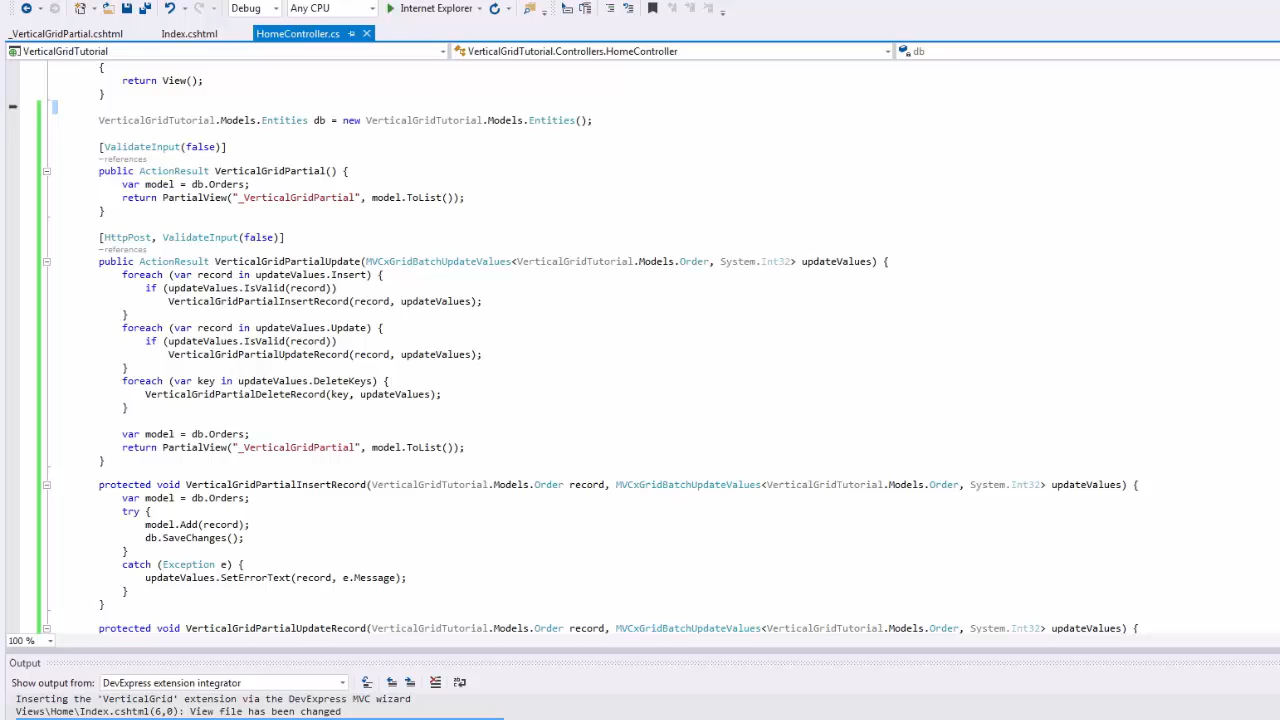 Debug Any CPU Internet Explorer
_VerticalGridPartial.cshtml Index.cshtml HomeController.cs
VerticalGridTutorial VerticalGridTutorial.Controllers.HomeController db
{
return View();
}
VerticalGridTutorial.Models.Entities db = new VerticalGridTutorial.Models.Entities();
[ValidateInput(false)]
-references
public ActionResult VerticalGridPartial() {
var model = db.Orders;
return PartialView("_VerticalGridPartial", model.ToList());
}
[HttpPost, ValidateInput(false)]
-references
public ActionResult VerticalGridPartialUpdate(MVCxGridBatchUpdateValues<VerticalGridTutorial.Models.Order, System.Int32> updateValues) {
foreach (var record in updateValues.Insert) {
if (updateValues.IsValid(record))
VerticalGridPartialInsertRecord(record, updateValues);
}
foreach (var record in updateValues.Update) {
if (updateValues.IsValid(record))
VerticalGridPartialUpdateRecord(record, updateValues);
}
foreach (var key in updateValues.DeleteKeys) {
VerticalGridPartialDeleteRecord(key, updateValues);
}
var model = db.Orders;
return PartialView("_VerticalGridPartial", model.ToList());
}
protected void VerticalGridPartialInsertRecord(VerticalGridTutorial.Models.Order record, MVCxGridBatchUpdateValues<VerticalGridTutorial.Models.Order, System.Int32> updateValues) {
var model = db.Orders;
try {
model.Add(record);
db.SaveChanges();
}
catch (Exception e) {
updateValues.SetErrorText(record, e.Message);
}
}
protected void VerticalGridPartialUpdateRecord(VerticalGridTutorial.Models.Order record, MVCxGridBatchUpdateValues<VerticalGridTutorial.Models.Order, System.Int32> updateValues) {
100 %
Output
Show output from: DevExpress extension integrator
Inserting the 'VerticalGrid' extension via the DevExpress MVC wizard
Views\Home\Index.cshtml(6,0): View file has been changed